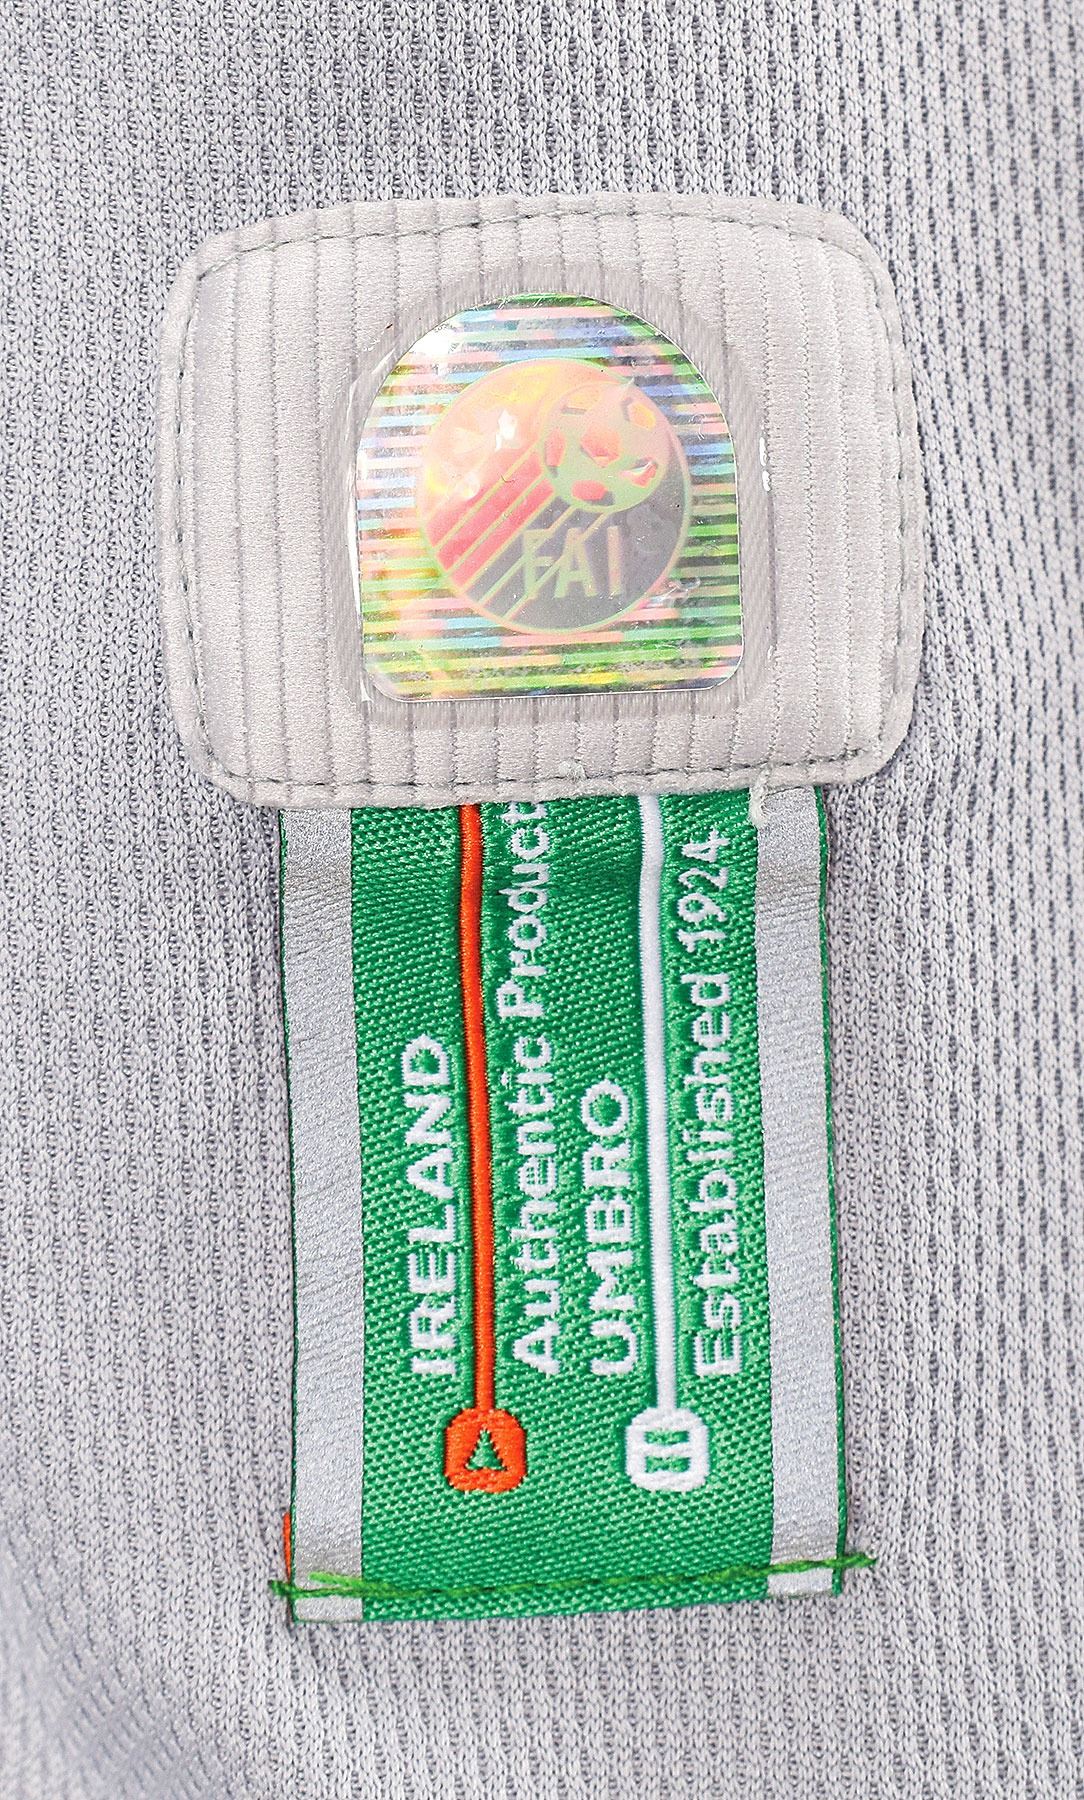 FAI
IRELAND
Authentic Product
UMBRO
Established 1924